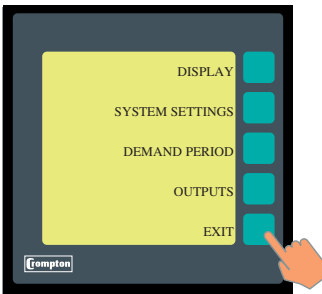 DISPLAY
SYSTEM SETTINGS
DEMAND PERIOD
OUTPUTS
EXIT
Crompton